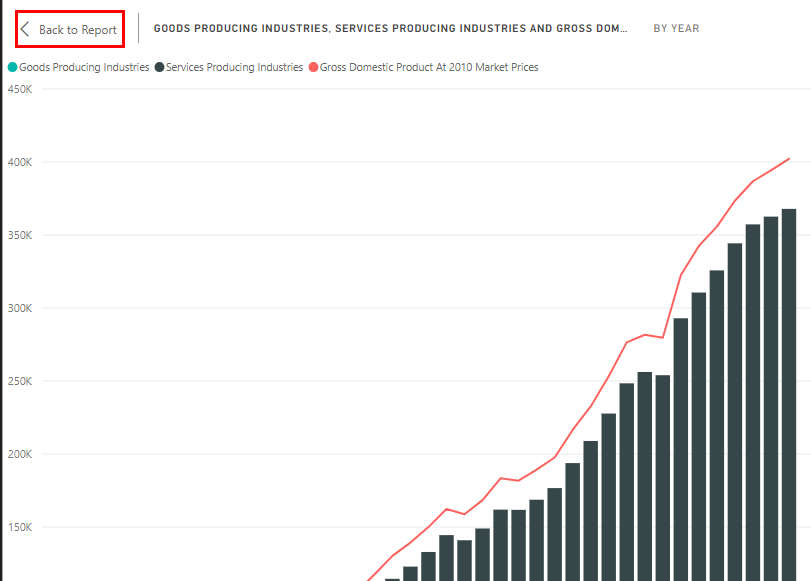 Back to Report
GOODS PRODUCING INDUSTRIES, SERVICES PRODUCING INDUSTRIES AND GROSS DOM... BY YEAR
Goods Producing Industries Services Producing Industries Gross Domestic Product At 2010 Market Prices
450K
400K
350K
300K
250K
200K
150K